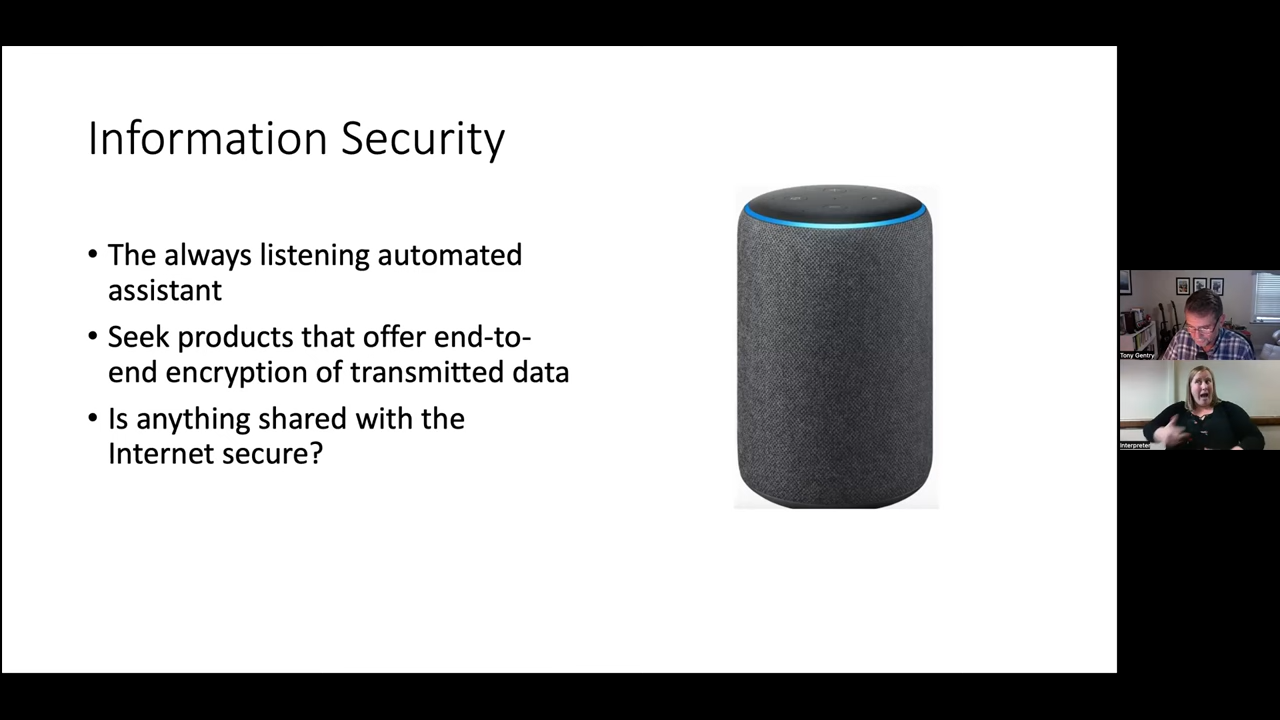 Information Security
• The always listening automated
assistant
• Seek products that offer end-to-
end encryption of transmitted data
• Is anything shared with the
Internet secure?
Tony Gentry
Interpreter